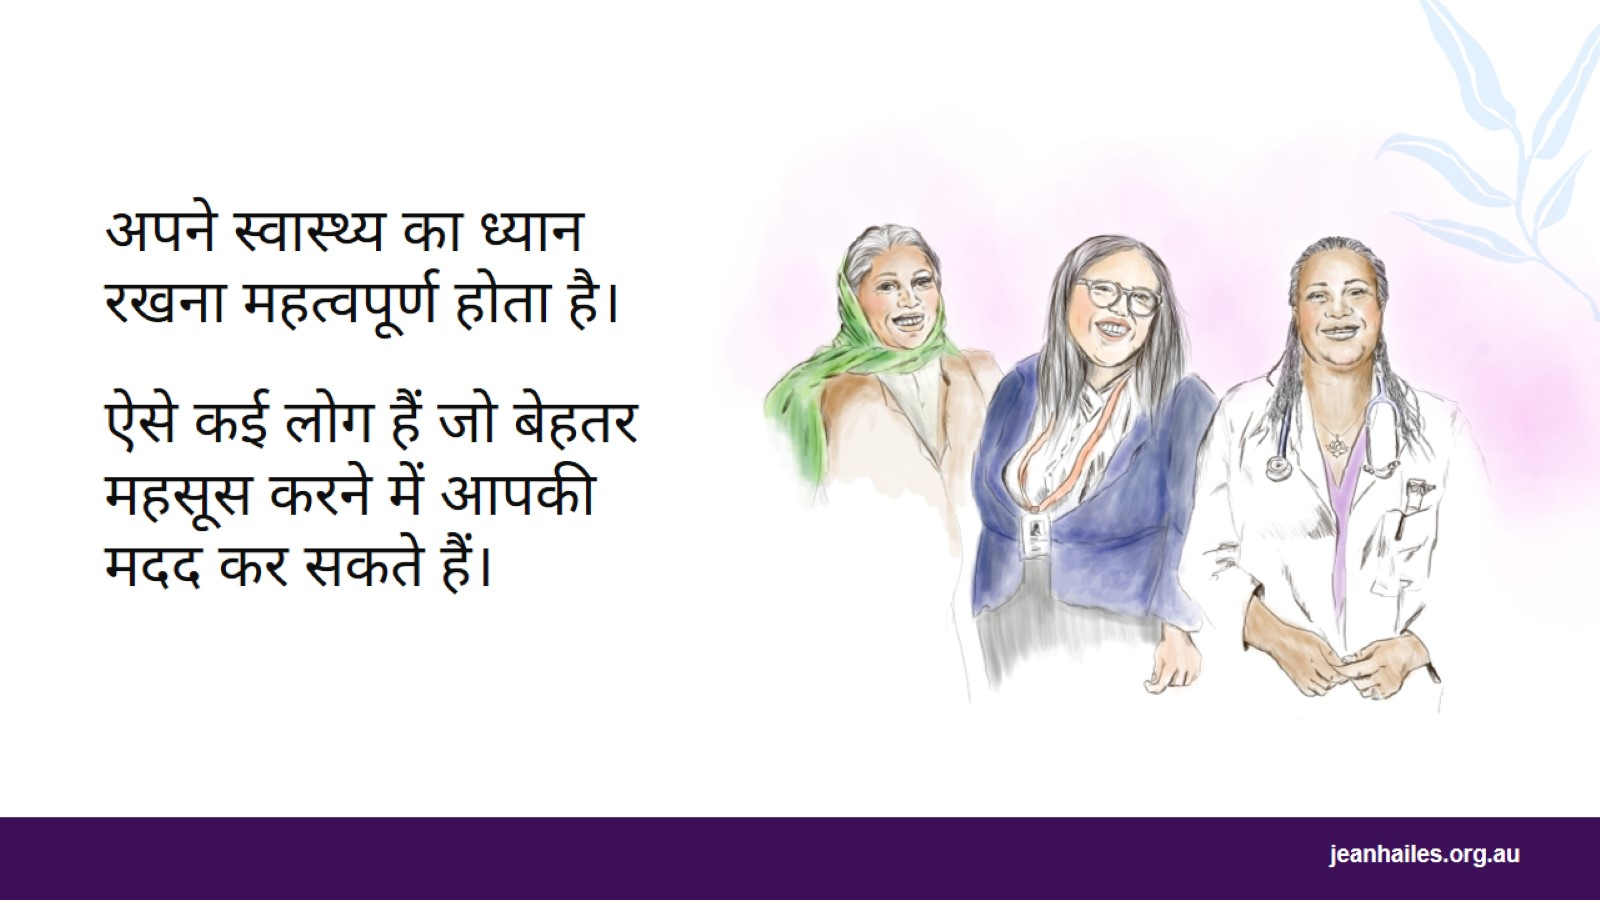 अपने स्वास्थ्य का ध्यान
रखना महत्वपूर्ण होता है।
ऐसे कई लोग हैं जो बेहतर
महसूस करने में आपकी
मदद कर सकते हैं।
jeanhailes.org.au